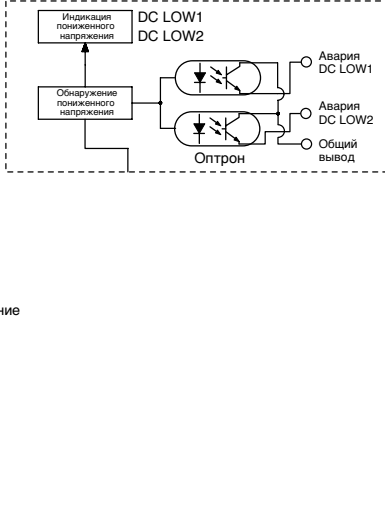 Индикация
пониженного
напряжения
DC LOW1
DC LOW2
Обнаружение
пониженного
напряжения
Авария
DC LOW1
Авария
DC LOW2
Общий
вывод
Оптрон
ние